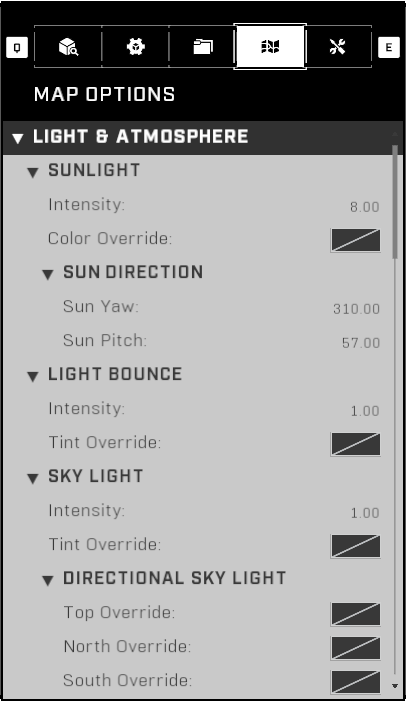 Q E
MAP OPTIONS
LIGHT & ATMOSPHERE
SUNLIGHT
Intensity: 8.00
Color Override:
SUN DIRECTION
Sun Yaw: 310.00
Sun Pitch: 57.00
LIGHT BOUNCE
Intensity: 1.00
Tint Override:
SKY LIGHT
Intensity: 1.00
Tint Override:
DIRECTIONAL SKY LIGHT
Top Override:
North Override:
South Override: